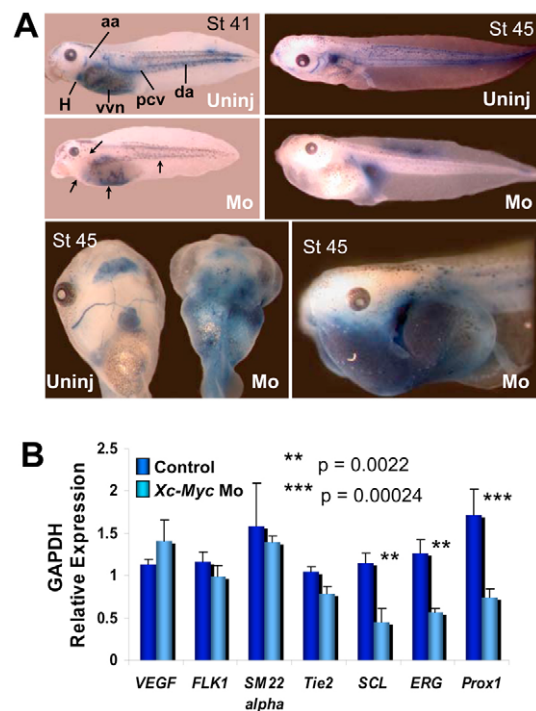 A
aa
St 41
H
vvn
pcv
da
Uninj
St 45
Uninj
Mo
Mo
St 45
Uninj
Mo
St 45
Mo
B
GAPDH
Relative Expression
2.5
2
1.5
1
0.5
0
Control
Xc-Myc Mo
** p = 0.0022
*** p = 0.00024
**
**
***
VEGF FLK1 SM22 alpha Tie2 SCL ERG Prox1